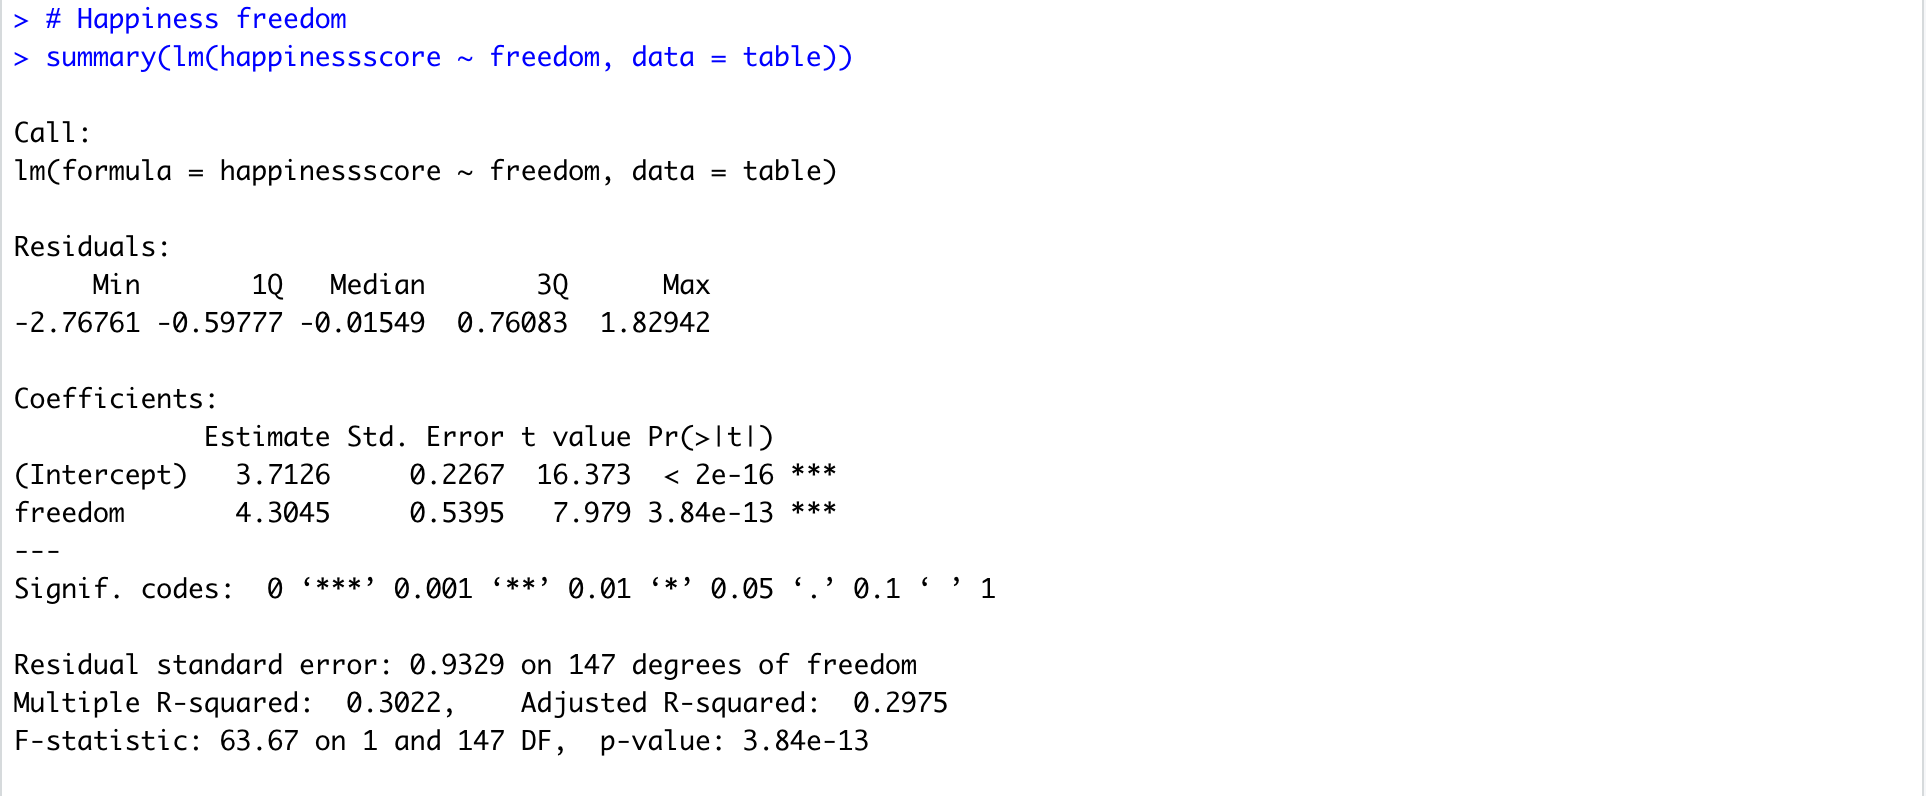 > # Happiness freedom
> summary(lm(happinessscore ~ freedom, data = table))

Call:
lm(formula = happinessscore ~ freedom, data = table)

Residuals:
     Min       1Q   Median       3Q      Max
-2.76761 -0.59777 -0.01549  0.76083  1.82942

Coefficients:
            Estimate Std. Error t value Pr(>|t|)
(Intercept)   3.7126     0.2267  16.373  < 2e-16 ***
freedom       4.3045     0.5395   7.979 3.84e-13 ***
---
Signif. codes:  0 ‘***’ 0.001 ‘**’ 0.01 ‘*’ 0.05 ‘.’ 0.1 ‘ ’ 1

Residual standard error: 0.9329 on 147 degrees of freedom
Multiple R-squared:  0.3022,    Adjusted R-squared:  0.2975
F-statistic: 63.67 on 1 and 147 DF,  p-value: 3.84e-13